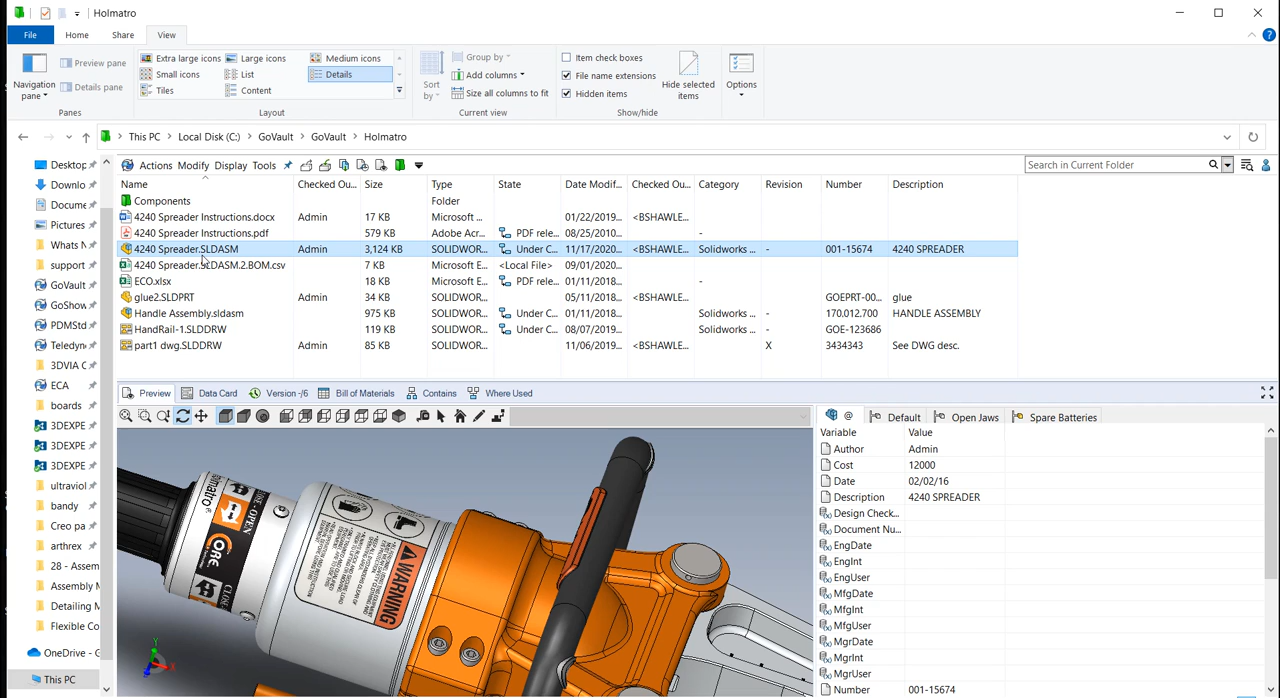 Holmatro
File Home Share View
Navigation pane Preview pane Details pane Panes
Extra large icons Large icons Medium icons
Small icons List Details
Tiles Content
Layout
Sort by Group by Add columns Size all columns to fit Current view
Item check boxes
File name extensions
Hidden items
Hide selected items
Show/hide
Options
This PC Local Disk (C:) GoVault GoVault Holmatro
Actions Modify Display Tools Search in Current Folder
Name Checked Ou... Size Type State Date Modif... Checked Ou... Category Revision Number Description
Components Folder
4240 Spreader Instructions.docx Admin 17 KB Microsoft ... 01/22/2019... <BSHAWLE...
4240 Spreader Instructions.pdf 579 KB Adobe Acr... PDF rele... 08/25/2010... -
4240 Spreader.SLDASM Admin 3,124 KB SOLIDWOR... Under C... 11/17/2020... <BSHAWLE... Solidworks ... - 001-15674 4240 SPREADER
4240 Spreader.SLDASM.2.BOM.csv 7 KB Microsoft E... <Local File> 09/01/2020...
ECO.xlsx 18 KB Microsoft E... PDF rele... 08/31/2018... -
glue2.SLDPRT Admin 34 KB SOLIDWOR... 05/11/2018... <BSHAWLE... GOEPRT-00... glue
Handle Assembly.sldasm 975 KB SOLIDWOR... Under C... 01/11/2018... Solidworks ... - 170.012.700 HANDLE ASSEMBLY
HandRail-1.SLDDRW 119 KB SOLIDWOR... Under C... 08/07/2019... Solidworks ... - GOE-123686
part1 dwg.SLDDRW Admin 85 KB SOLIDWOR... 11/06/2019... <BSHAWLE... X 3434343 See DWG desc.
Desktop
Downlo
Docume
Pictures
Whats N
support
GoVault
GoShow
PDMStd
Teledyn
3DVIA C
ECA
boards
3DEXPE
3DEXPE
3DEXPE
ultraviol
bandy
Creo pa
arthrex
28 - Assem
Assembly M
Detailing M
Flexible Co
OneDrive - G
This PC
Preview Data Card Version -/6 Bill of Materials Contains Where Used
@ Default Open Jaws Spare Batteries
Variable Value
Author Admin
Cost 12000
Date 02/02/16
Description 4240 SPREADER
Design Check...
Document Nu...
EngDate
EngInt
EngUser
MfgDate
MfgInt
MfgUser
MgrDate
MgrInt
MgrUser
Number 001-15674
CORE
WARNING
Y
X
Z